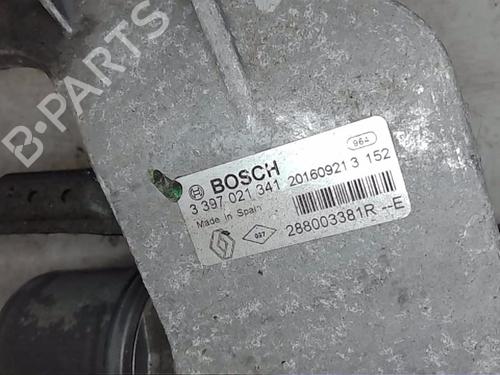 B-PARTS
964
BOSCH
3 397 021 341 20160921 3 152
Made in Spain
027
288003381R--E